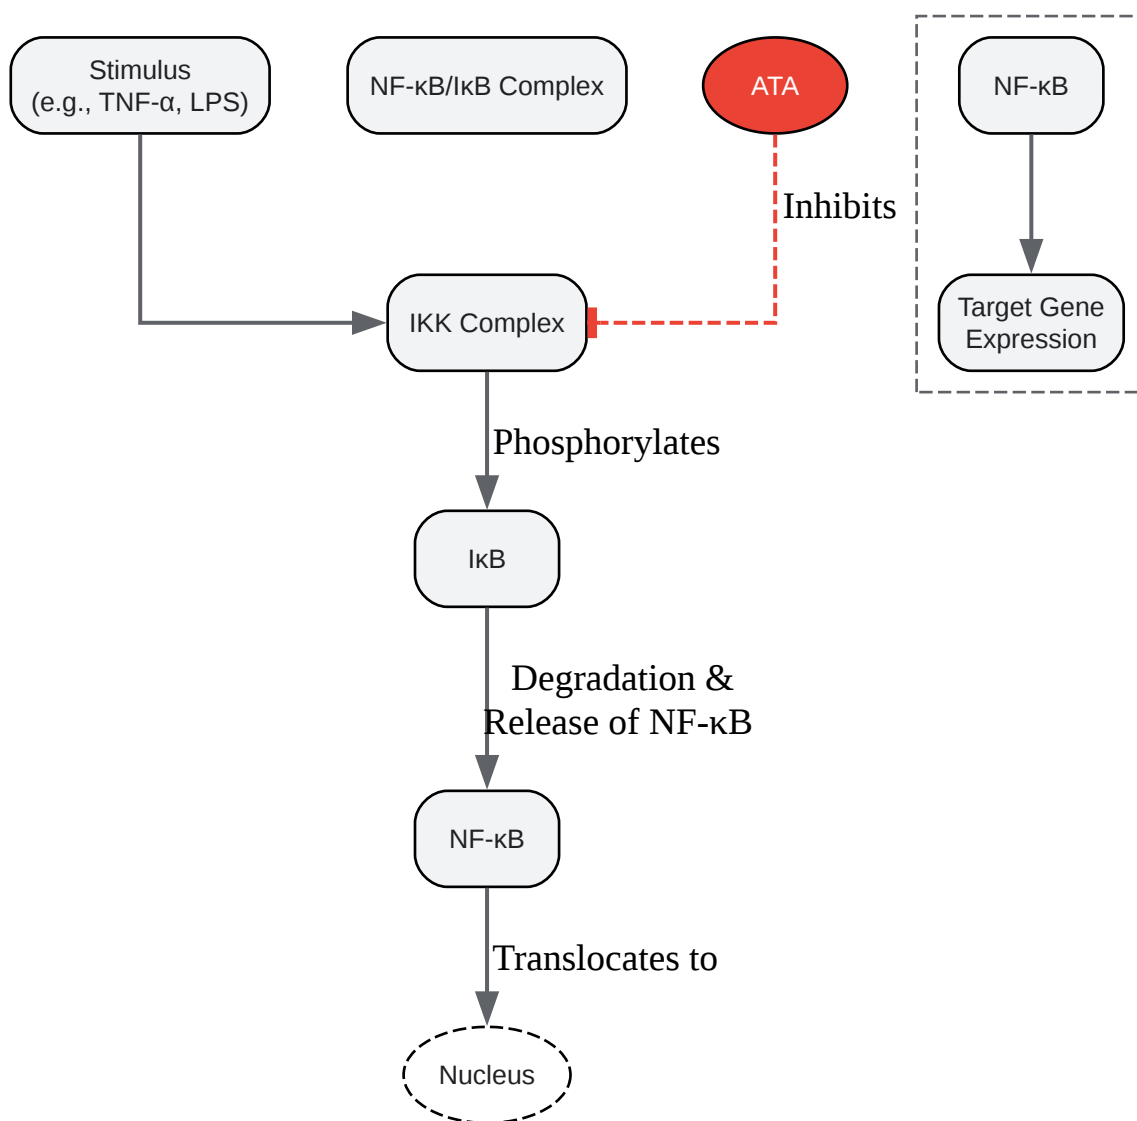 Stimulus
(e.g., TNF-α, LPS)
NF-κB/IκB Complex
ATA
NF-κB
Inhibits
IKK Complex
Target Gene
Expression
Phosphorylates
IκB
Degradation &
Release of NF-κB
NF-κB
Translocates to
Nucleus